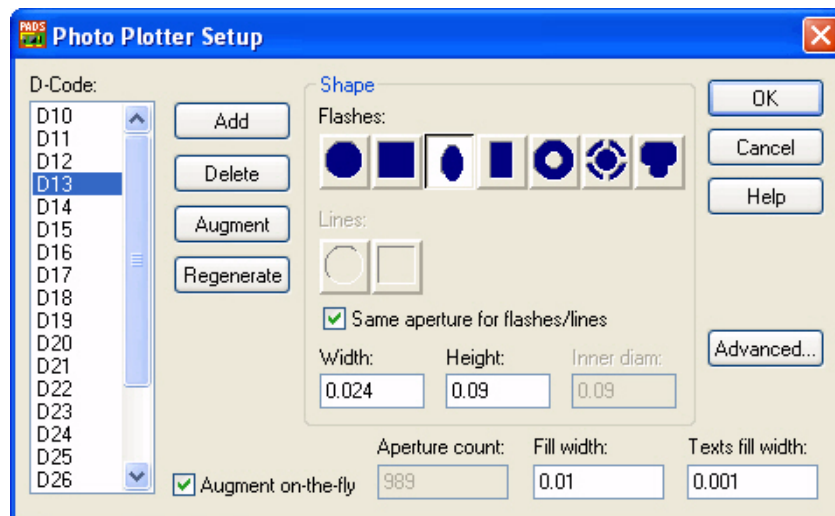 PADS
Photo Plotter Setup
D-Code:
D10
D11
D12
D13
D14
D15
D16
D17
D18
D19
D20
D21
D22
D23
D24
D25
D26
Add
Delete
Augment
Regenerate
Shape
Flashes:
Lines:
Same aperture for flashes/lines
Width:
Height:
Inner diam:
0.024
0.09
0.09
OK
Cancel
Help
Advanced...
Augment on-the-fly
Aperture count:
Fill width:
Texts fill width:
989
0.01
0.001